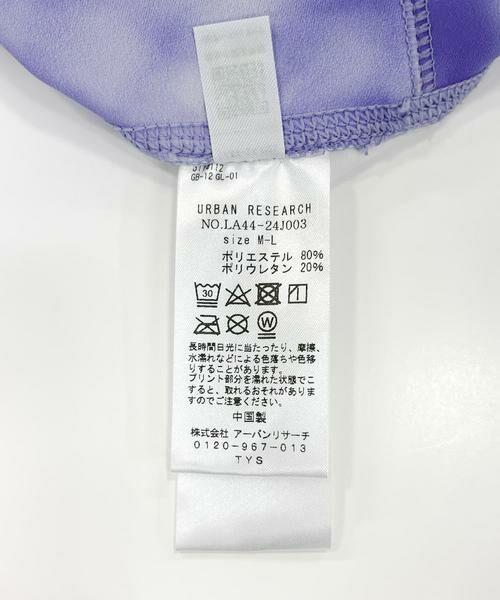 GB-12 GL-01
URBAN RESEARCH
NO.LA44-24J003
size M-L
ポリエステル 80%
ポリウレタン 20%
30
W
長時間日光に当たったり、摩擦、
水濡れなどによる色落ちや色移
りすることがあります。
プリント部分を濡れた状態でこ
すると、取れるおそれがありま
すのでご注意ください。
中国製
株式会社 アーバンリサーチ
0120-967-013
TYS